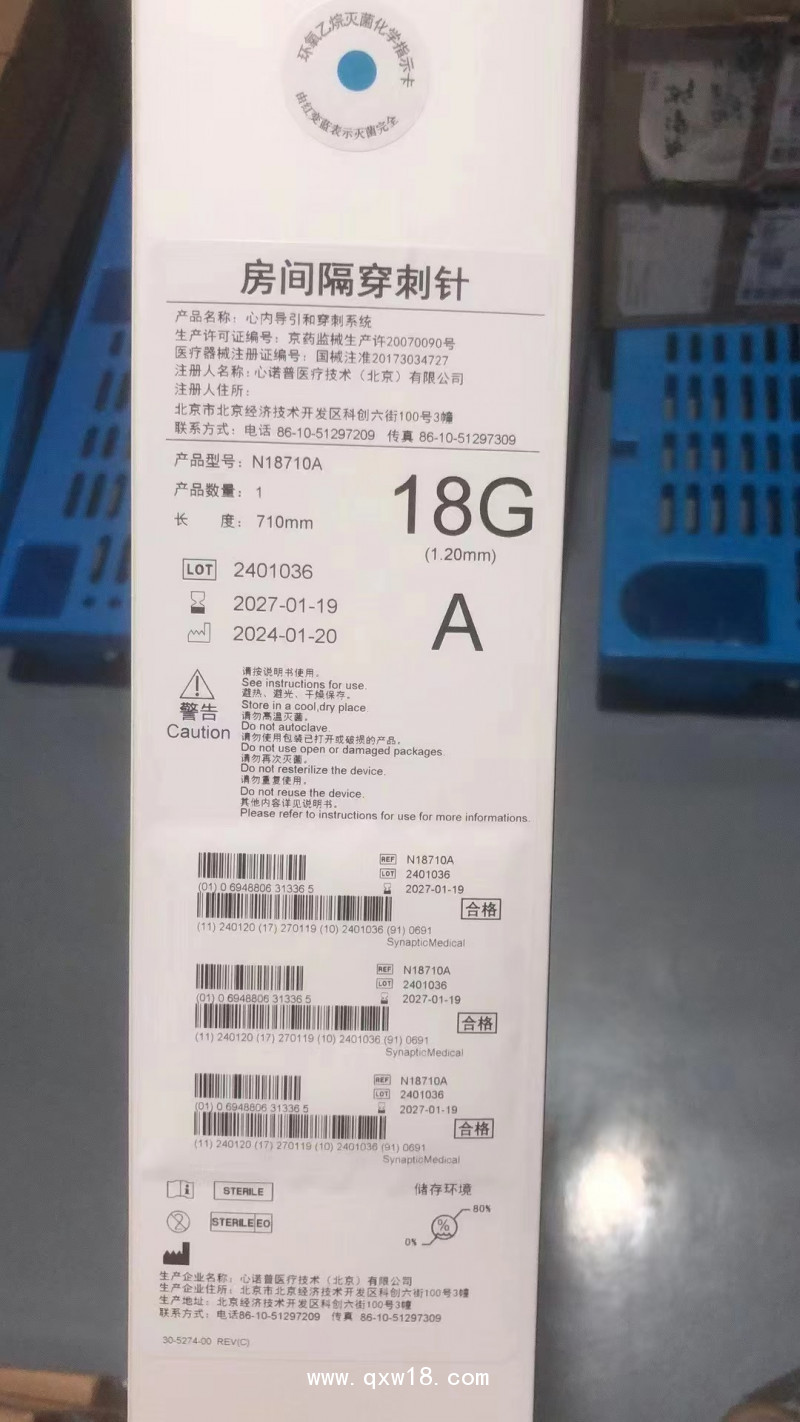 环氧乙烷灭菌化学指示卡
由红变蓝表示灭菌完全
房间隔穿刺针
产品名称：心内导引和穿刺系统
生产许可证编号：京药监械生产许20070090号
医疗器械注册证编号：国械注准20173034727
注册人名称：心诺普医疗技术（北京）有限公司
注册人住所：
北京市北京经济技术开发区科创六街100号3幢
联系方式：电话 86-10-51297209 传真 86-10-51297309
产品型号：N18710A
产品数量：1
长 度：710mm
18G
(1.20mm)
A
LOT 2401036
2027-01-19
2024-01-20
警告
Caution
请按说明书使用。
See instructions for use.
避热、避光、干燥保存。
Store in a cool,dry place.
请勿高温灭菌。
Do not autoclave.
请勿使用包装已打开或破损的产品。
Do not use open or damaged packages.
请勿再次灭菌。
Do not resterilize the device.
请勿重复使用。
Do not reuse the device.
其他内容详见说明书。
Please refer to instructions for use for more informations.
REF N18710A
LOT 2401036
(01) 0 6948806 31336 5
2027-01-19
合格
(11) 240120 (17) 270119 (10) 2401036 (91) 0691
SynapticMedical
REF N18710A
LOT 2401036
(01) 0 6948806 31336 5
2027-01-19
合格
(11) 240120 (17) 270119 (10) 2401036 (91) 0691
SynapticMedical
REF N18710A
LOT 2401036
(01) 0 6948806 31336 5
2027-01-19
合格
(11) 240120 (17) 270119 (10) 2401036 (91) 0691
SynapticMedical
STERILE
储存环境
STERILE EO
80%
%
0%
生产企业名称：心诺普医疗技术（北京）有限公司
生产企业住所：北京市北京经济技术开发区科创六街100号3幢
生产地址：北京经济技术开发区科创六街100号3幢
联系方式：电话86-10-51297209 传真 86-10-51297309
30-5274-00 REV(C)
www.qxw18.com